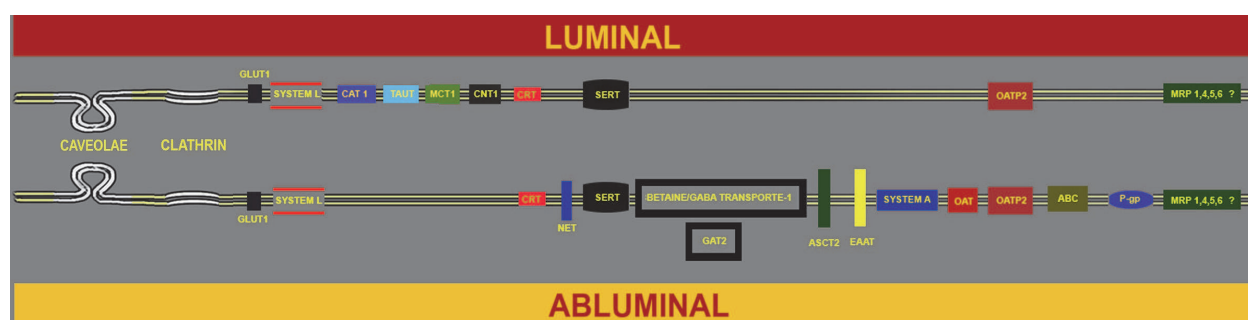 LUMINAL
GLUT1
SYSTEM L
CAT 1
TAUT
MCT1
CNT1
CRT
SERT
OATP2
MRP 1,4,5,6 ?
CAVEOLAE
CLATHRIN
GLUT1
SYSTEM L
CRT
NET
SERT
BETAINE/GABA TRANSPORTE-1
GAT2
ASCT2
EAAT
SYSTEM A
OAT
OATP2
ABC
P-gp
MRP 1,4,5,6 ?
ABLUMINAL